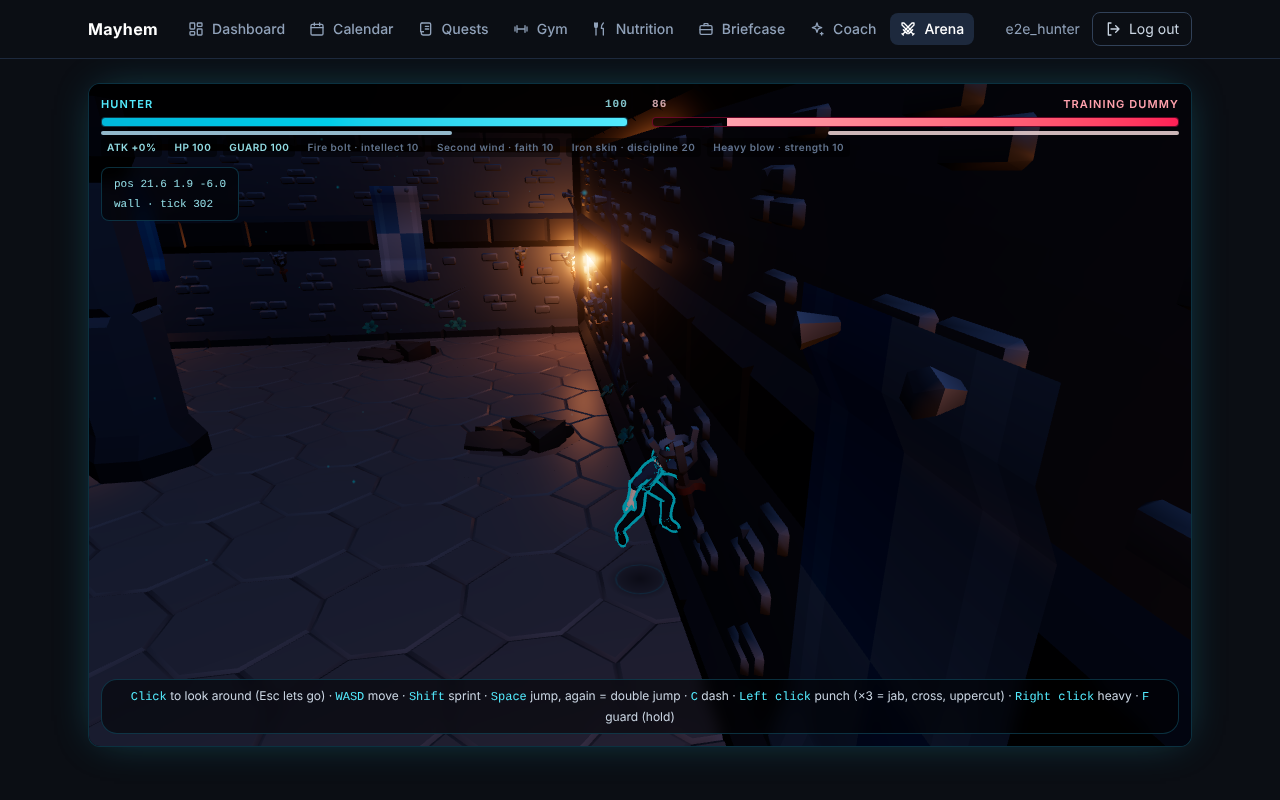 Mayhem Dashboard Calendar Quests Gym Nutrition Briefcase Coach Arena e2e_hunter Log out
HUNTER 100 86 TRAINING DUMMY
ATK +0% HP 100 GUARD 100 Fire bolt · intellect 10 Second wind · faith 10 Iron skin · discipline 20 Heavy blow · strength 10
pos 21.6 1.9 -6.0
wall · tick 302
Click to look around (Esc lets go) · WASD move · Shift sprint · Space jump, again = double jump · C dash · Left click punch (×3 = jab, cross, uppercut) · Right click heavy · F
guard (hold)